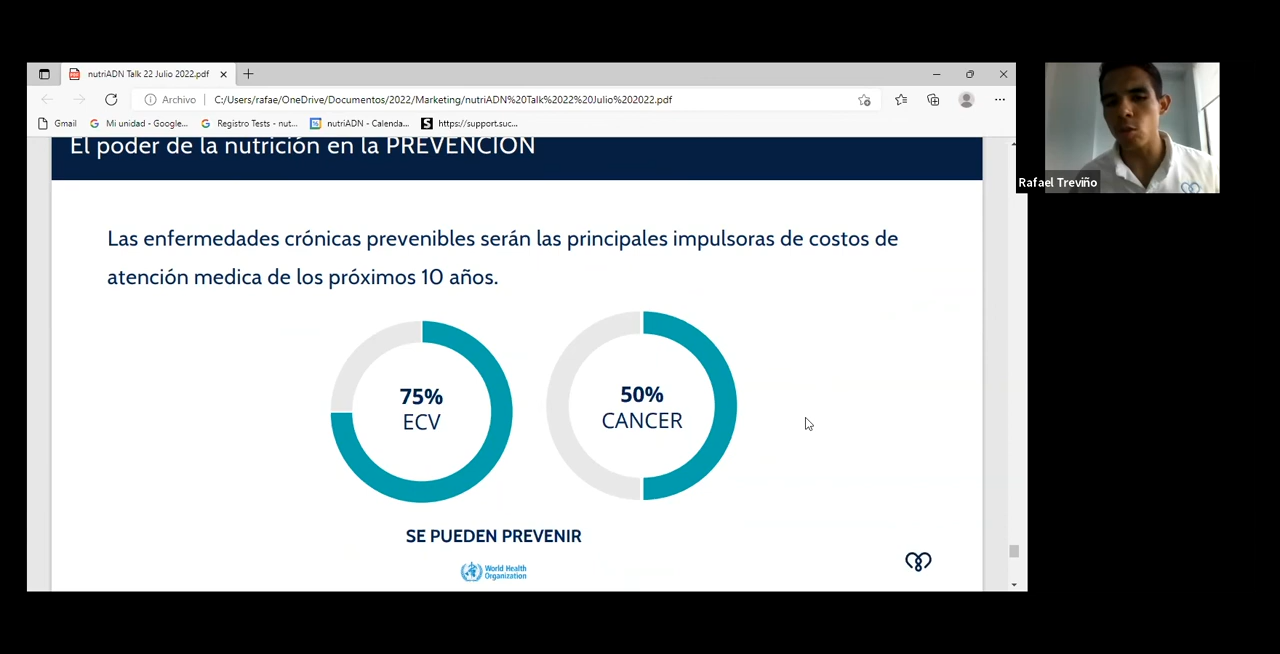 nutriADN Talk 22 Julio 2022.pdf
Archivo
C:/Users/rafae/OneDrive/Documentos/2022/Marketing/nutriADN%20Talk%2022%20Julio%202022.pdf
Gmail
Mi unidad - Google...
Registro Tests - nut...
nutriADN - Calenda...
https://support.suc...
El poder de la nutrición en la PREVENCIÓN
Las enfermedades crónicas prevenibles serán las principales impulsoras de costos de
atención medica de los próximos 10 años.
75%
ECV
50%
CANCER
SE PUEDEN PREVENIR
World Health
Organization
Rafael Treviño